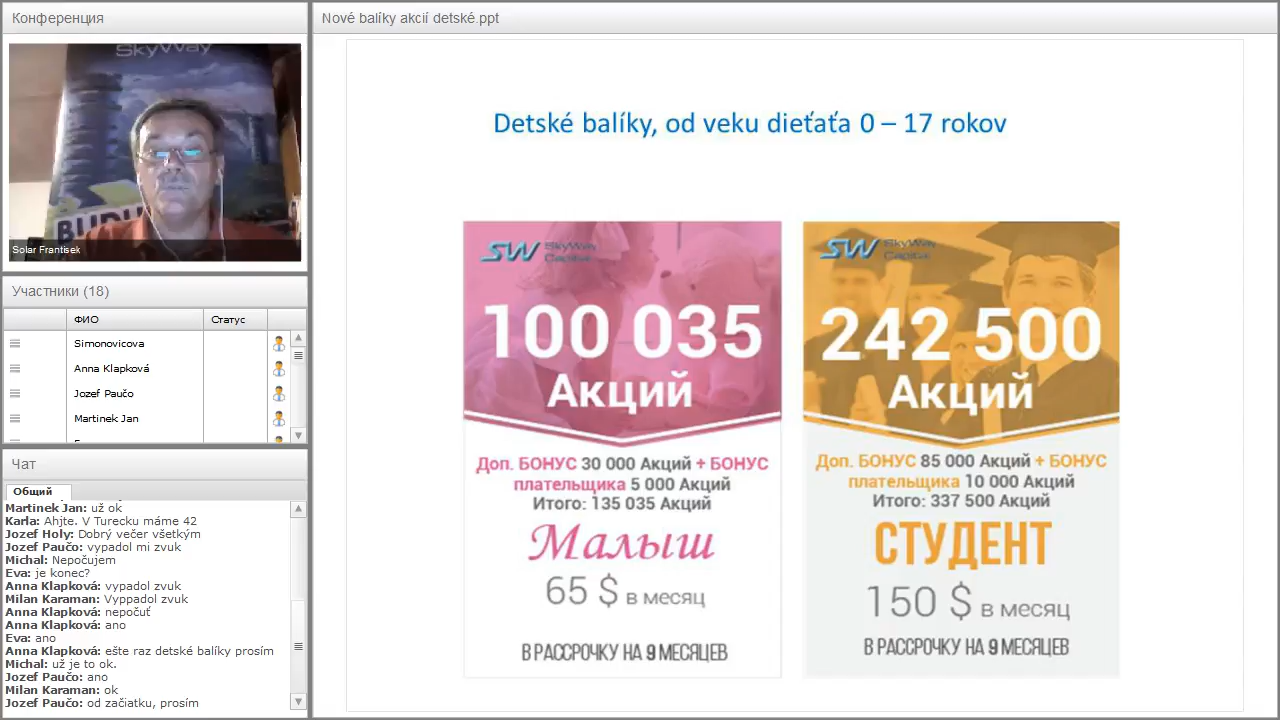 Конференция
SkyWay
BUDU
Solar Frantisek
Участники (18)
ФИО
Статус
Simonovicova
Anna Klapková
Jozef Paučo
Martinek Jan
Чат
Общий
Martinek Jan: už ok
Karla: Ahjte. V Turecku máme 42
Jozef Holy: Dobrý večer všetkým
Jozef Paučo: vypadol mi zvuk
Michal: Nepočujem
Eva: je konec?
Anna Klapková: vypadol zvuk
Milan Karaman: Vyppadol zvuk
Anna Klapková: nepočuť
Anna Klapková: ano
Eva: ano
Anna Klapková: ešte raz detské balíky prosím
Michal: už je to ok.
Jozef Paučo: ano
Milan Karaman: ok
Jozef Paučo: od začiatku, prosím
Nové balíky akcií detské.ppt
Detské balíky, od veku dieťaťa 0 – 17 rokov
SW SkyWay
Capital
100 035
Акций
Доп. БОНУС 30 000 Акций + БОНУС
плательщика 5 000 Акций
Итого: 135 035 Акций
Малыш
65 $ в месяц
В РАССРОЧКУ НА 9 МЕСЯЦЕВ
SW SkyWay
Capital
242 500
Акций
Доп. БОНУС 85 000 Акций + БОНУС
плательщика 10 000 Акций
Итого: 337 500 Акций
СТУДЕНТ
150 $ в месяц
В РАССРОЧКУ НА 9 МЕСЯЦЕВ